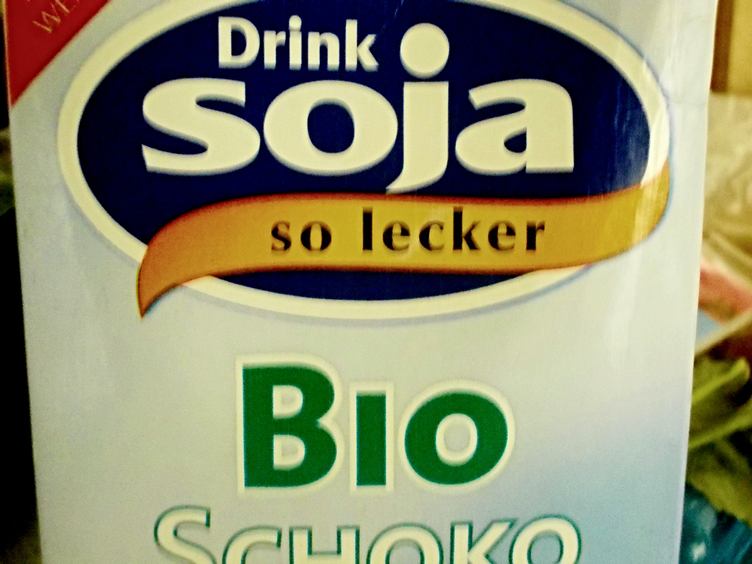 Drink
soja
so lecker
BIO
SCHOKO